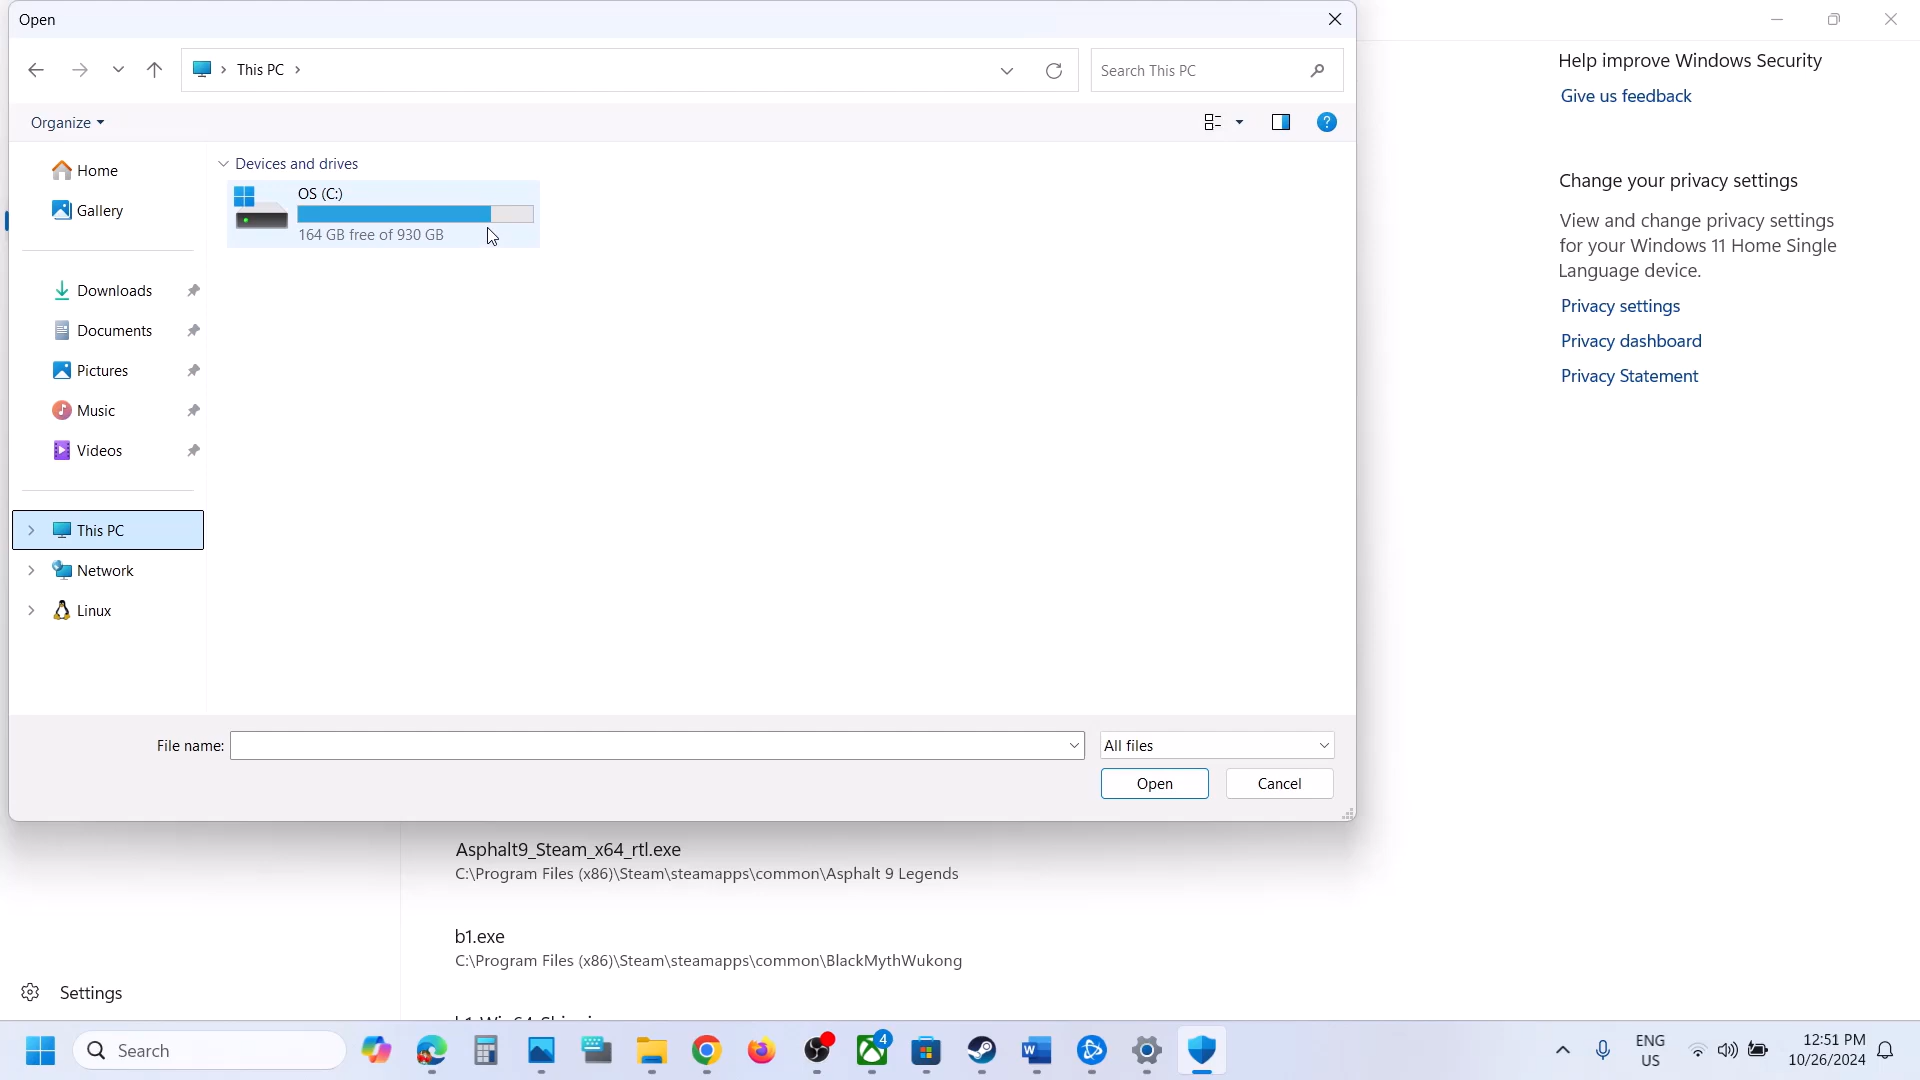 Open
This PC
Search This PC
Organize
Home
Gallery
Downloads
Documents
Pictures
Music
Videos
This PC
Network
Linux
Devices and drives
OS (C:)
164 GB free of 930 GB
File name:
All files
Open
Cancel
Help improve Windows Security
Give us feedback
Change your privacy settings
View and change privacy settings
for your Windows 11 Home Single
Language device.
Privacy settings
Privacy dashboard
Privacy Statement
Asphalt9_Steam_x64_rtl.exe
C:\Program Files (x86)\Steam\steamapps\common\Asphalt 9 Legends
b1.exe
C:\Program Files (x86)\Steam\steamapps\common\BlackMythWukong
Settings
Search
4
ENG
US
12:51 PM
10/26/2024